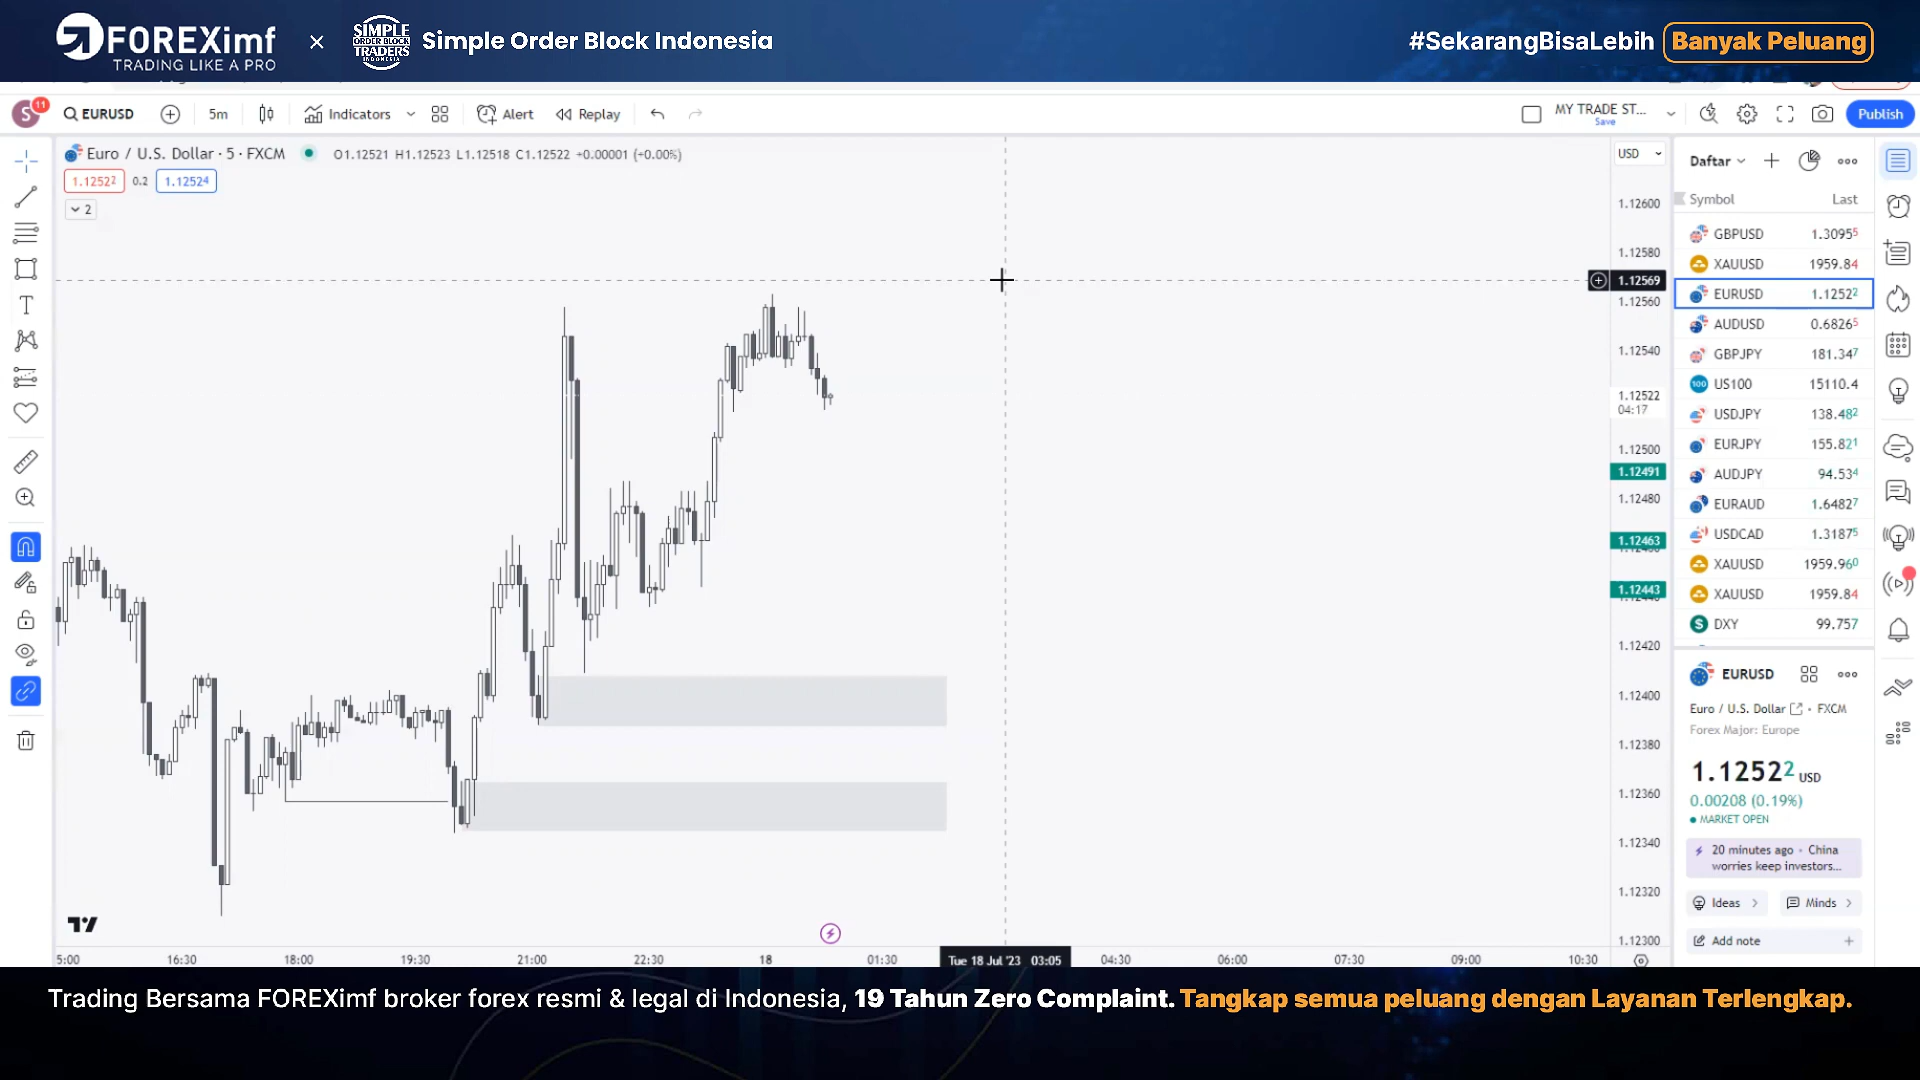 FOREXimf
TRADING LIKE A PRO
×
SIMPLE
ORDER BLOCK
TRADERS
INDONESIA
Simple Order Block Indonesia
#SekarangBisaLebih Banyak Peluang
S 11 EURUSD 5m Indicators Alert Replay
MY TRADE ST...
Save
Publish
Euro / U.S. Dollar · 5 · FXCM O1.12521 H1.12523 L1.12518 C1.12522 +0.00001 (+0.00%)
1.12522 0.2 1.12524
2
USD
1.12600
1.12580
1.12569
1.12560
1.12540
1.12522
04:17
1.12500
1.12491
1.12480
1.12463
1.12443
1.12420
1.12400
1.12380
1.12360
1.12340
1.12320
1.12300
5:00 16:30 18:00 19:30 21:00 22:30 18 01:30 Tue 18 Jul '23 03:05 04:30 06:00 07:30 09:00 10:30
Daftar
Symbol Last
GBPUSD 1.30955
XAUUSD 1959.84
EURUSD 1.12522
AUDUSD 0.68265
GBPJPY 181.347
100 US100 15110.4
USDJPY 138.482
EURJPY 155.821
AUDJPY 94.534
EURAUD 1.64827
USDCAD 1.31875
XAUUSD 1959.960
XAUUSD 1959.84
S DXY 99.757
EURUSD
Euro / U.S. Dollar · FXCM
Forex Major: Europe
1.12522 USD
0.00208 (0.19%)
MARKET OPEN
20 minutes ago · China
worries keep investors...
Ideas Minds
Add note
Trading Bersama FOREXimf broker forex resmi & legal di Indonesia, 19 Tahun Zero Complaint. Tangkap semua peluang dengan Layanan Terlengkap.